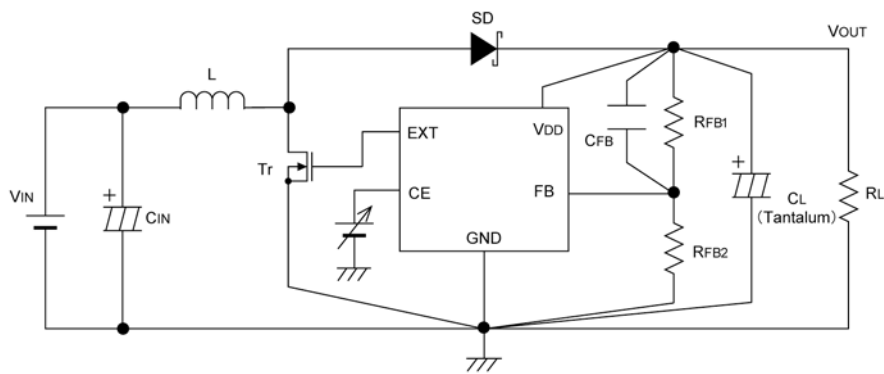 SD
VOUT
L
EXT
VDD
CFB
RFB1
Tr
CE
FB
VIN
+
CIN
+
CL
(Tantalum)
RL
GND
RFB2